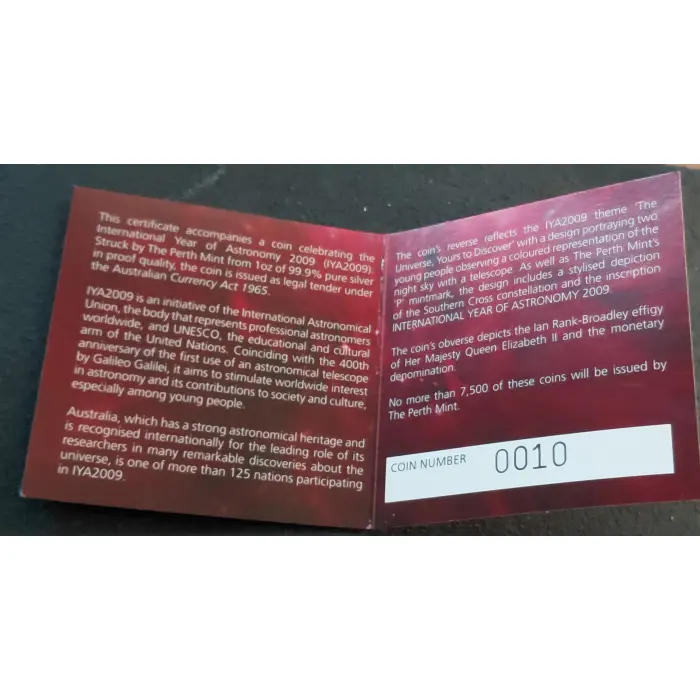 This certificate accompanies a coin celebrating the
International Year of Astronomy 2009 (IYA2009).
Struck by The Perth Mint from 1oz of 99.9% pure silver
in proof quality, the coin is issued as legal tender under
the Australian Currency Act 1965.
IYA2009 is an initiative of the International Astronomical
Union, the body that represents professional astronomers
worldwide, and UNESCO, the educational and cultural
arm of the United Nations. Coinciding with the 400th
anniversary of the first use of an astronomical telescope
by Galileo Galilei, it aims to stimulate worldwide interest
in astronomy and its contributions to society and culture,
especially among young people.
Australia, which has a strong astronomical heritage and
is recognised internationally for the leading role of its
researchers in many remarkable discoveries about the
universe, is one of more than 125 nations participating
in IYA2009.
The coin's reverse reflects the IYA2009 theme 'The
Universe, Yours to Discover' with a design portraying two
young people observing a coloured representation of the
night sky with a telescope. As well as The Perth Mint's
'P' mintmark, the design includes a stylised depiction
of the Southern Cross constellation and the inscription
INTERNATIONAL YEAR OF ASTRONOMY 2009.
The coin's obverse depicts the Ian Rank-Broadley effigy
of Her Majesty Queen Elizabeth II and the monetary
denomination.
No more than 7,500 of these coins will be issued by
The Perth Mint.
COIN NUMBER 0010